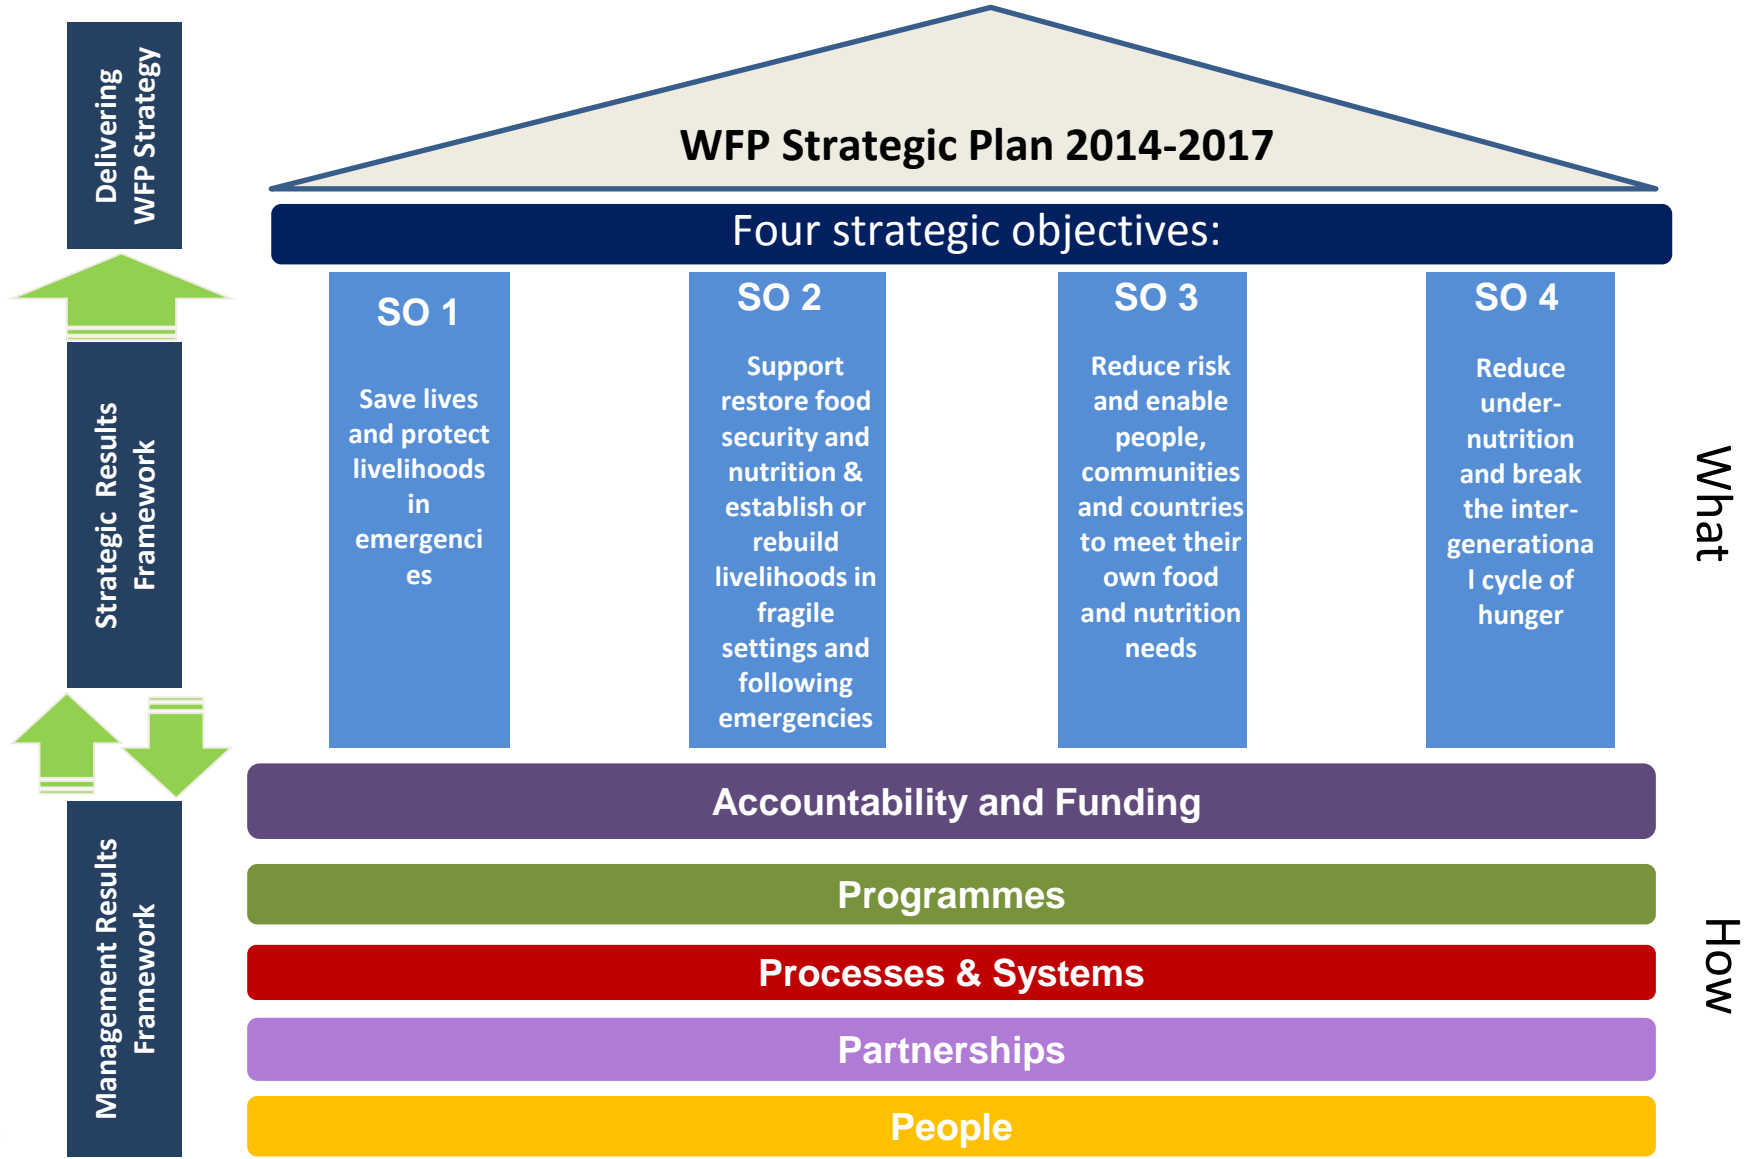 Delivering
WFP Strategy
Strategic Results
Framework
Management Results
Framework
WFP Strategic Plan 2014-2017
Four strategic objectives:
SO 1
Save lives
and protect
livelihoods
in
emergenci
es
SO 2
Support
restore food
security and
nutrition &
establish or
rebuild
livelihoods in
fragile
settings and
following
emergencies
SO 3
Reduce risk
and enable
people,
communities
and countries
to meet their
own food
and nutrition
needs
SO 4
Reduce
under-
nutrition
and break
the inter-
generationa
l cycle of
hunger
What
Accountability and Funding
Programmes
Processes & Systems
Partnerships
People
How